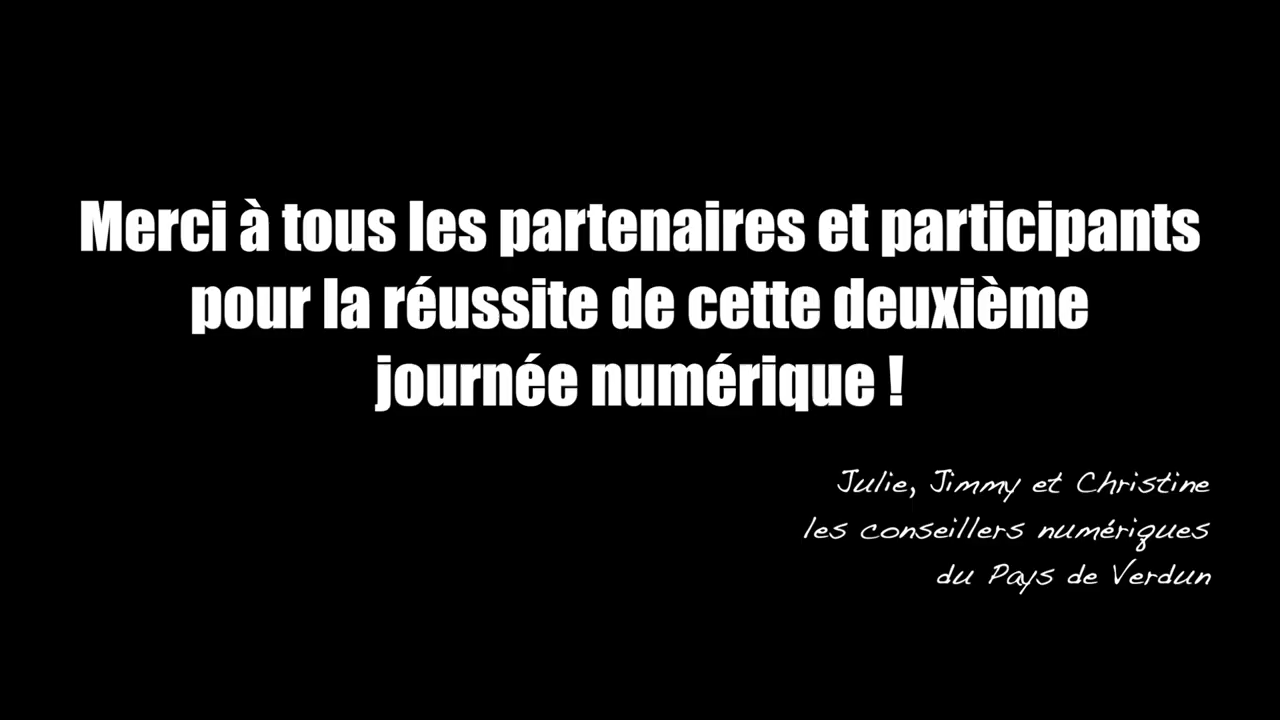 Merci à tous les partenaires et participants
pour la réussite de cette deuxième
journée numérique !
Julie, Jimmy et Christine
les conseillers numériques
du Pays de Verdun